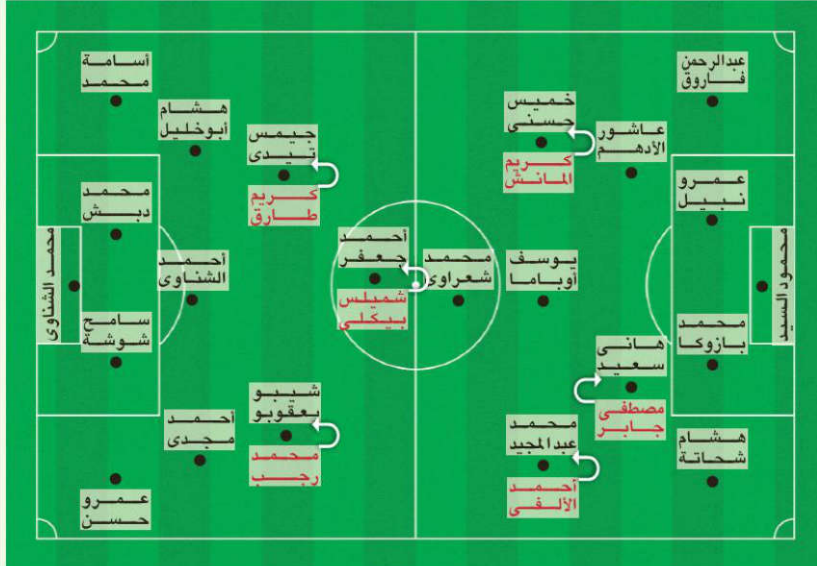 محمود السيد
عبدالرحمن
فاروق
عمرو
نبيل
محمد
بازوكا
هشام
شحاتة
عاشور
الأدهم
هانى
سعيد
مصطفى
جابر
خميس
حسنى
كريم
المانش
يوسف
أوباما
محمد
عبدالمجيد
أحمد
الألفى
محمد
شعراوى
أحمد
جعفر
شميلس
بيكلى
جيمس
تيدى
كريم
طارق
شيبو
يعقوبو
محمد
رجب
هشام
أبوخليل
أحمد
الشناوى
أحمد
مجدى
أسامة
محمد
محمد
دبش
سامح
شوشة
عمرو
حسن
محمد الشناوى